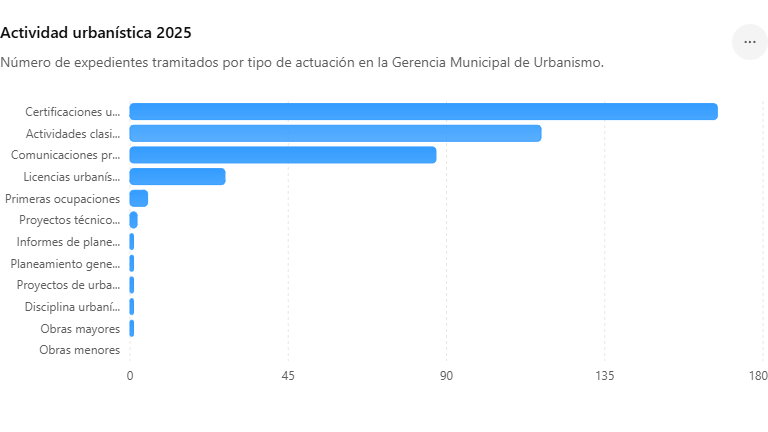 Actividad urbanística 2025
...
Número de expedientes tramitados por tipo de actuación en la Gerencia Municipal de Urbanismo.
Certificaciones u...
Actividades clasi...
Comunicaciones pr...
Licencias urbanís...
Primeras ocupaciones
Proyectos técnico...
Informes de plane...
Planeamiento gene...
Proyectos de urba...
Disciplina urbaní...
Obras mayores
Obras menores
0 45 90 135 180